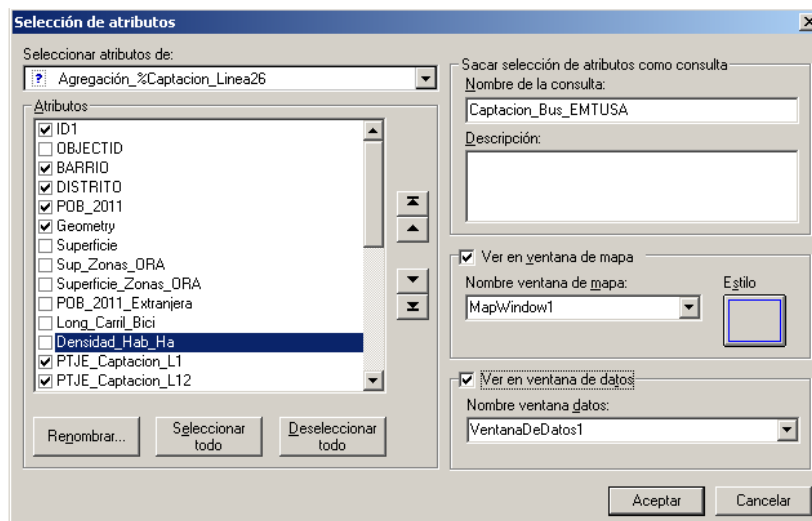 Selección de atributos
Seleccionar atributos de:
Agregación_%Captacion_Linea26
Atributos
ID1
OBJECTID
BARRIO
DISTRITO
POB_2011
Geometry
Superficie
Sup_Zonas_ORA
Superficie_Zonas_ORA
POB_2011_Extranjera
Long_Carril_Bici
Densidad_Hab_Ha
PTJE_Captacion_L1
PTJE_Captacion_L12
Renombrar...
Seleccionar
todo
Deseleccionar
todo
Sacar selección de atributos como consulta
Nombre de la consulta:
Captacion_Bus_EMTUSA
Descripción:
Ver en ventana de mapa
Nombre ventana de mapa:
MapWindow1
Estilo
Ver en ventana de datos
Nombre ventana datos:
VentanaDeDatos1
Aceptar
Cancelar